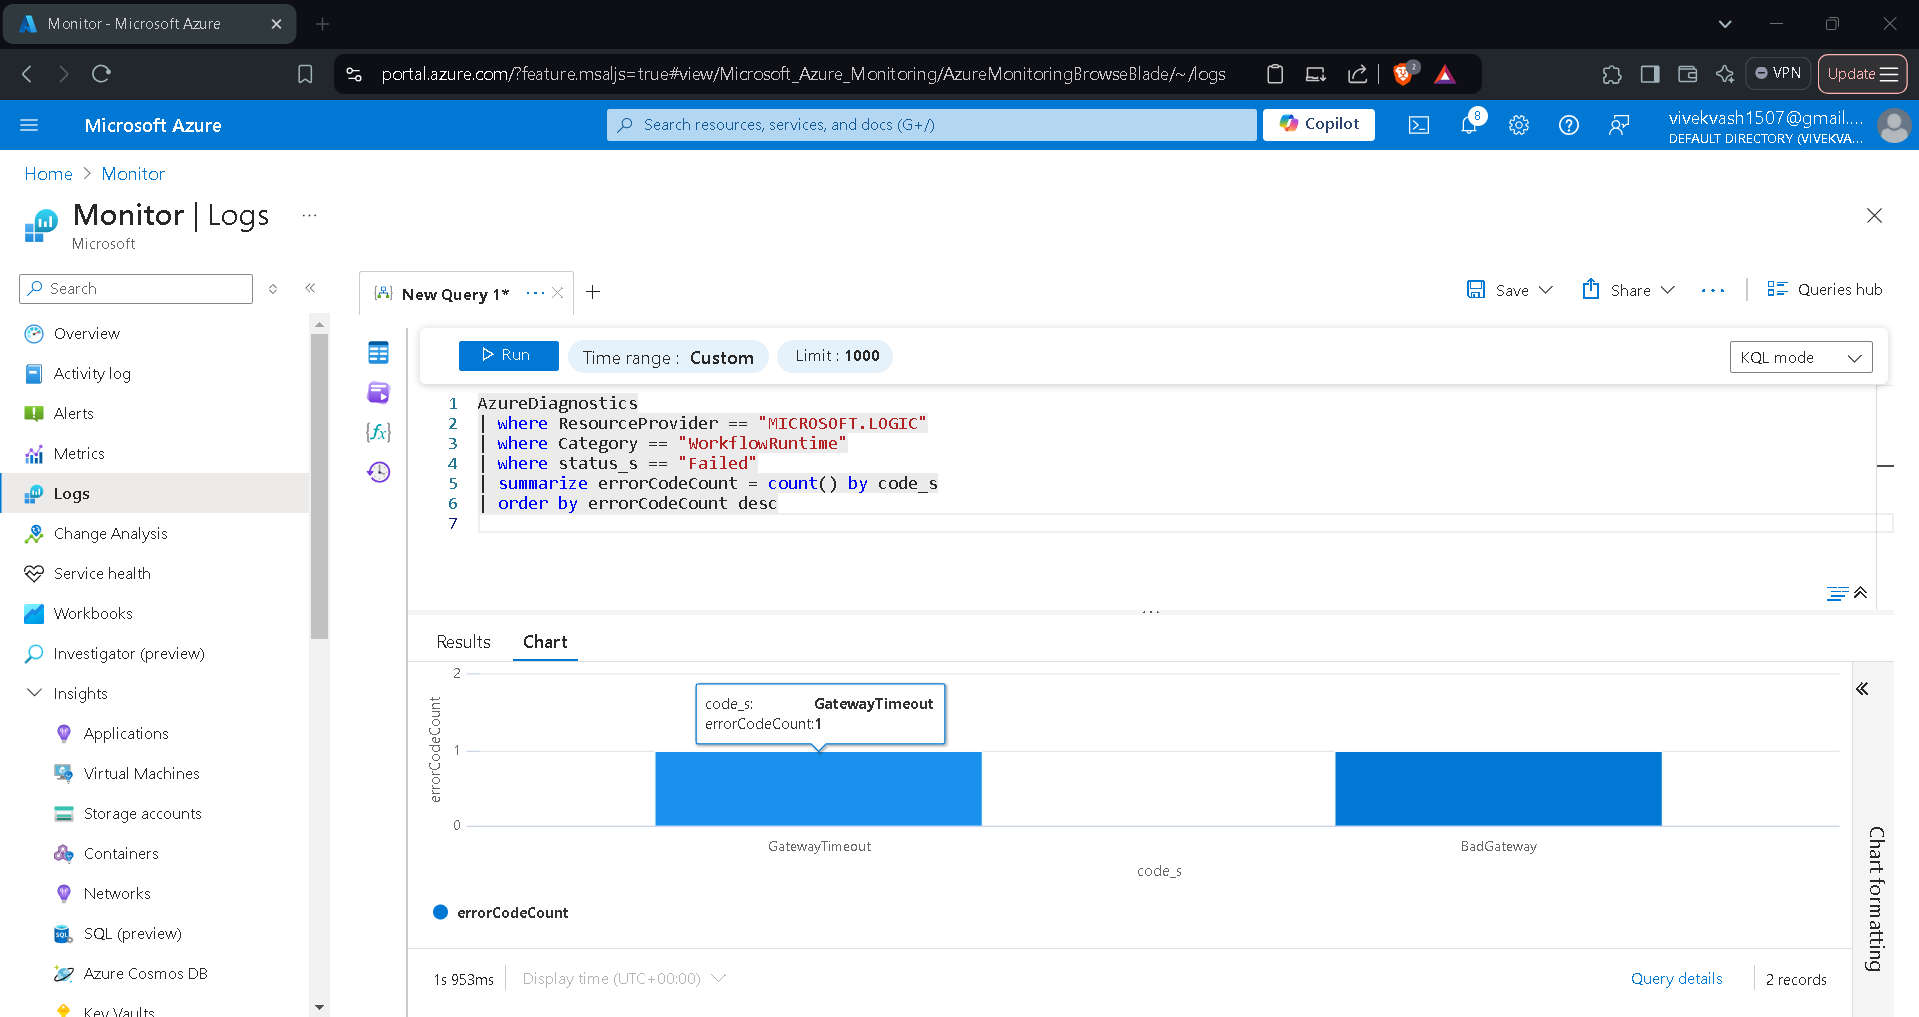 Monitor - Microsoft Azure
portal.azure.com/?feature.msaljs=true#view/Microsoft_Azure_Monitoring/AzureMonitoringBrowseBlade/~/logs
2
VPN
Update
Microsoft Azure
Search resources, services, and docs (G+/)
Copilot
8
vivekvash1507@gmail....
DEFAULT DIRECTORY (VIVEKVA...
Home > Monitor
Monitor | Logs ...
Microsoft
Search
Overview
Activity log
Alerts
Metrics
Logs
Change Analysis
Service health
Workbooks
Investigator (preview)
Insights
Applications
Virtual Machines
Storage accounts
Containers
Networks
SQL (preview)
Azure Cosmos DB
Key Vaults
New Query 1* ...
Save
Share
...
Queries hub
Run
Time range : Custom
Limit : 1000
KQL mode
1 AzureDiagnostics
2 | where ResourceProvider == "MICROSOFT.LOGIC"
3 | where Category == "WorkflowRuntime"
4 | where status_s == "Failed"
5 | summarize errorCodeCount = count() by code_s
6 | order by errorCodeCount desc
7
Results
Chart
2
1
0
errorCodeCount
code_s: GatewayTimeout
errorCodeCount:1
GatewayTimeout
BadGateway
code_s
errorCodeCount
Chart formatting
1s 953ms
Display time (UTC+00:00)
Query details
2 records